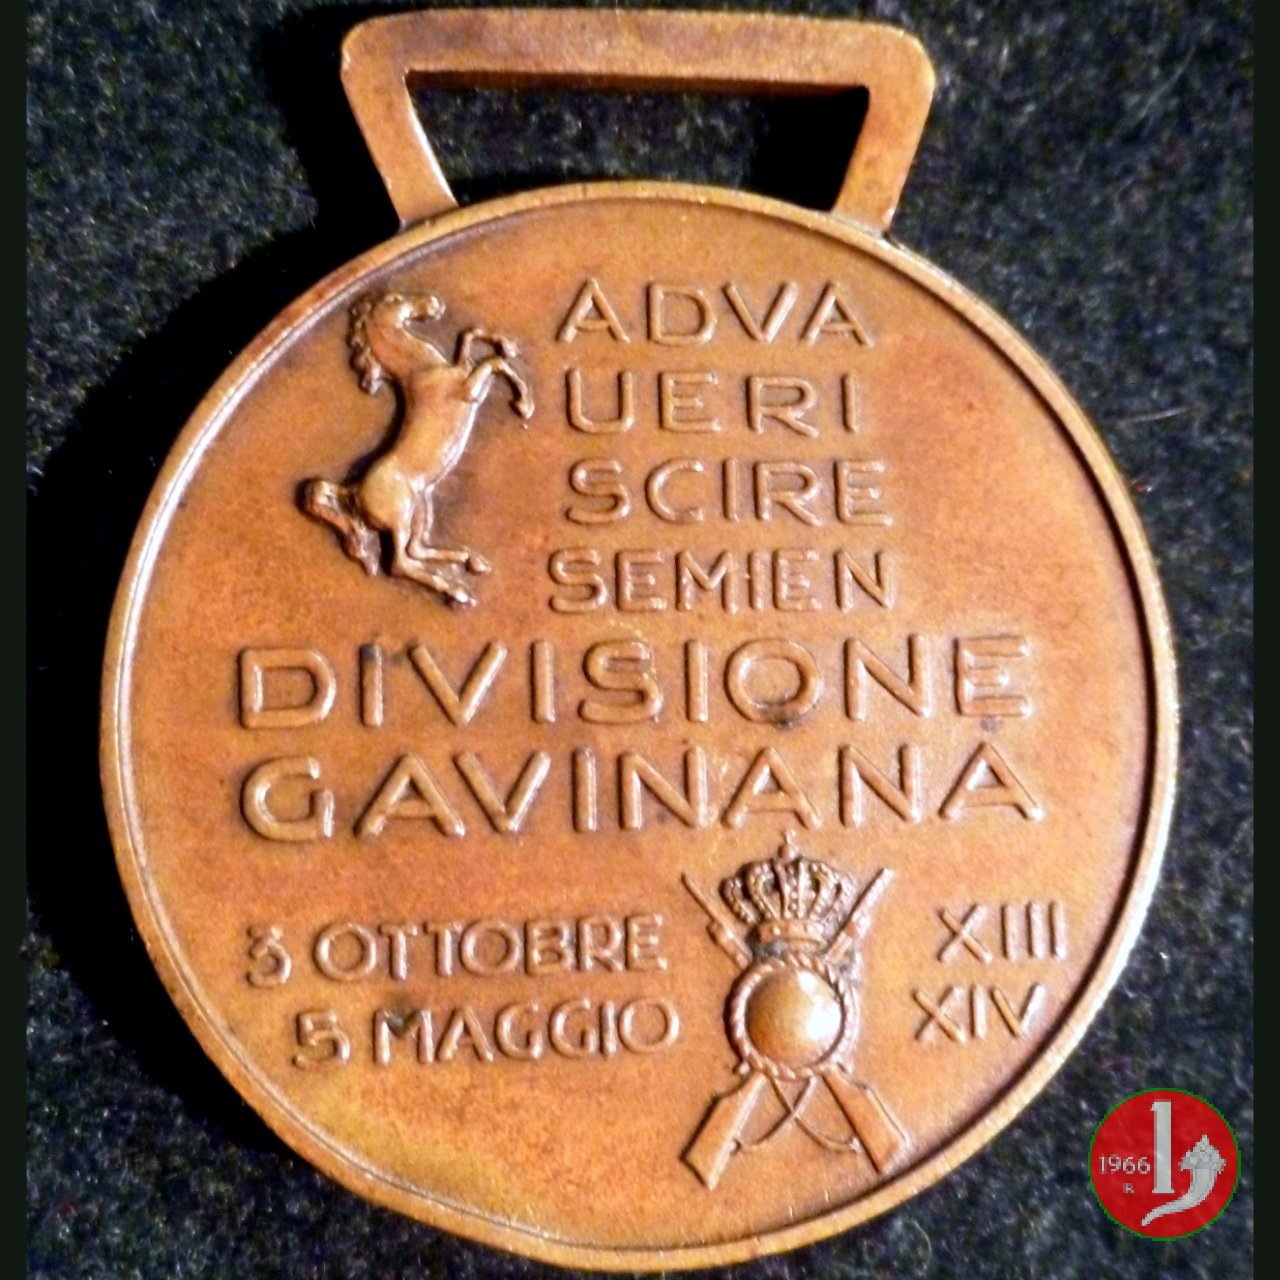 ADVA
UERI
SCIRE
SEMIEN
DIVISIONE
GAVINANA
3 OTTOBRE XIII
5 MAGGIO XIV
1966
R